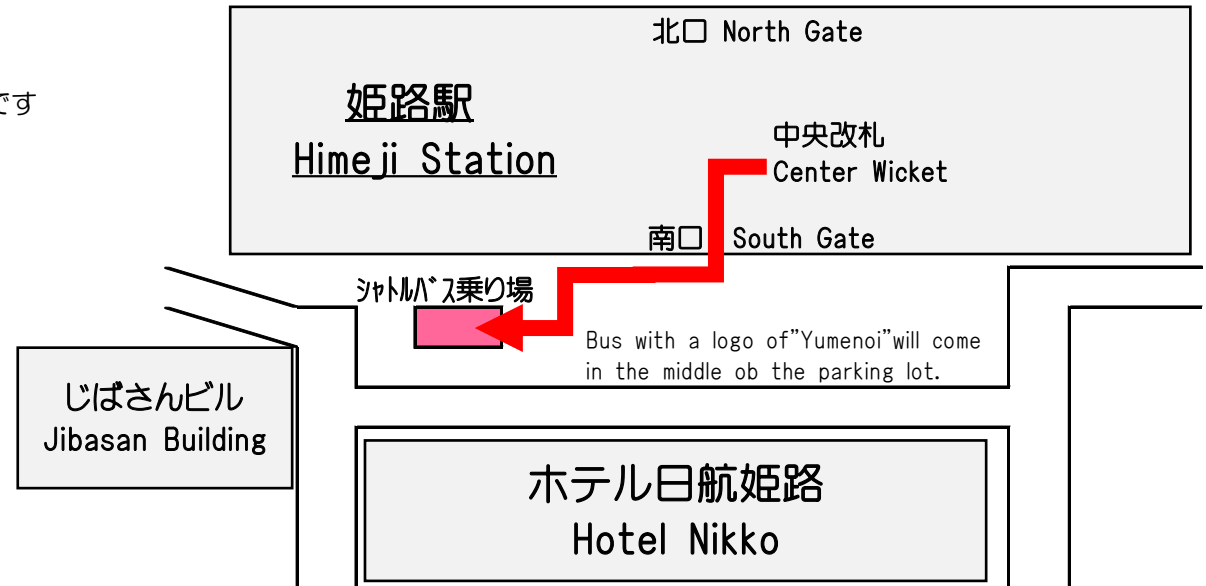 北口 North Gate
です
姫路駅
Himeji Station
中央改札
Center Wicket
南口 South Gate
ｼｬﾄﾙﾊﾞｽ乗り場
Bus with a logo of”Yumenoi”will come
in the middle ob the parking lot.
じばさんビル
Jibasan Building
ホテル日航姫路
Hotel Nikko